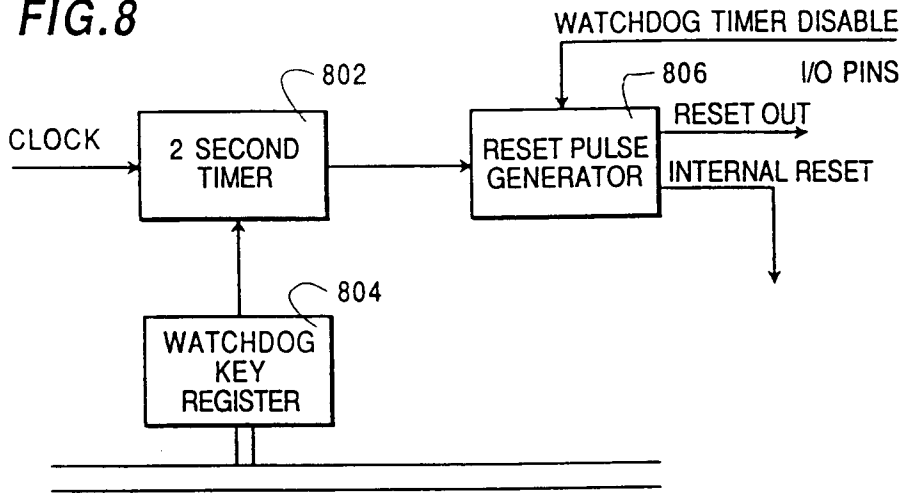 FIG.8
WATCHDOG TIMER DISABLE
802
806
I/O PINS
CLOCK
2 SECOND
TIMER
RESET PULSE
GENERATOR
RESET OUT
INTERNAL RESET
804
WATCHDOG
KEY
REGISTER